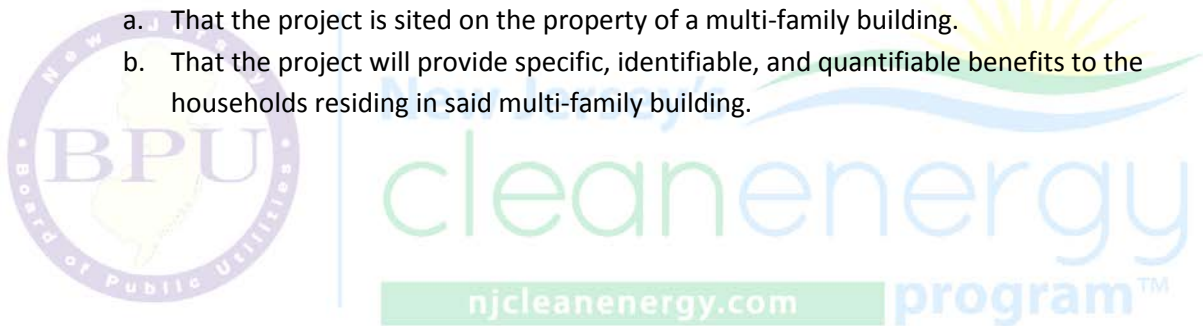 a. That the project is sited on the property of a multi-family building.
b. That the project will provide specific, identifiable, and quantifiable benefits to the
households residing in said multi-family building.
New Jersey
BPU
Board of Public Utilities
New Jersey's
cleanenergy
program™
njcleanenergy.com